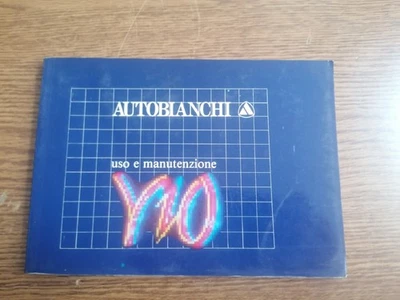 AUTOBIANCHI
uso e manutenzione
Y10